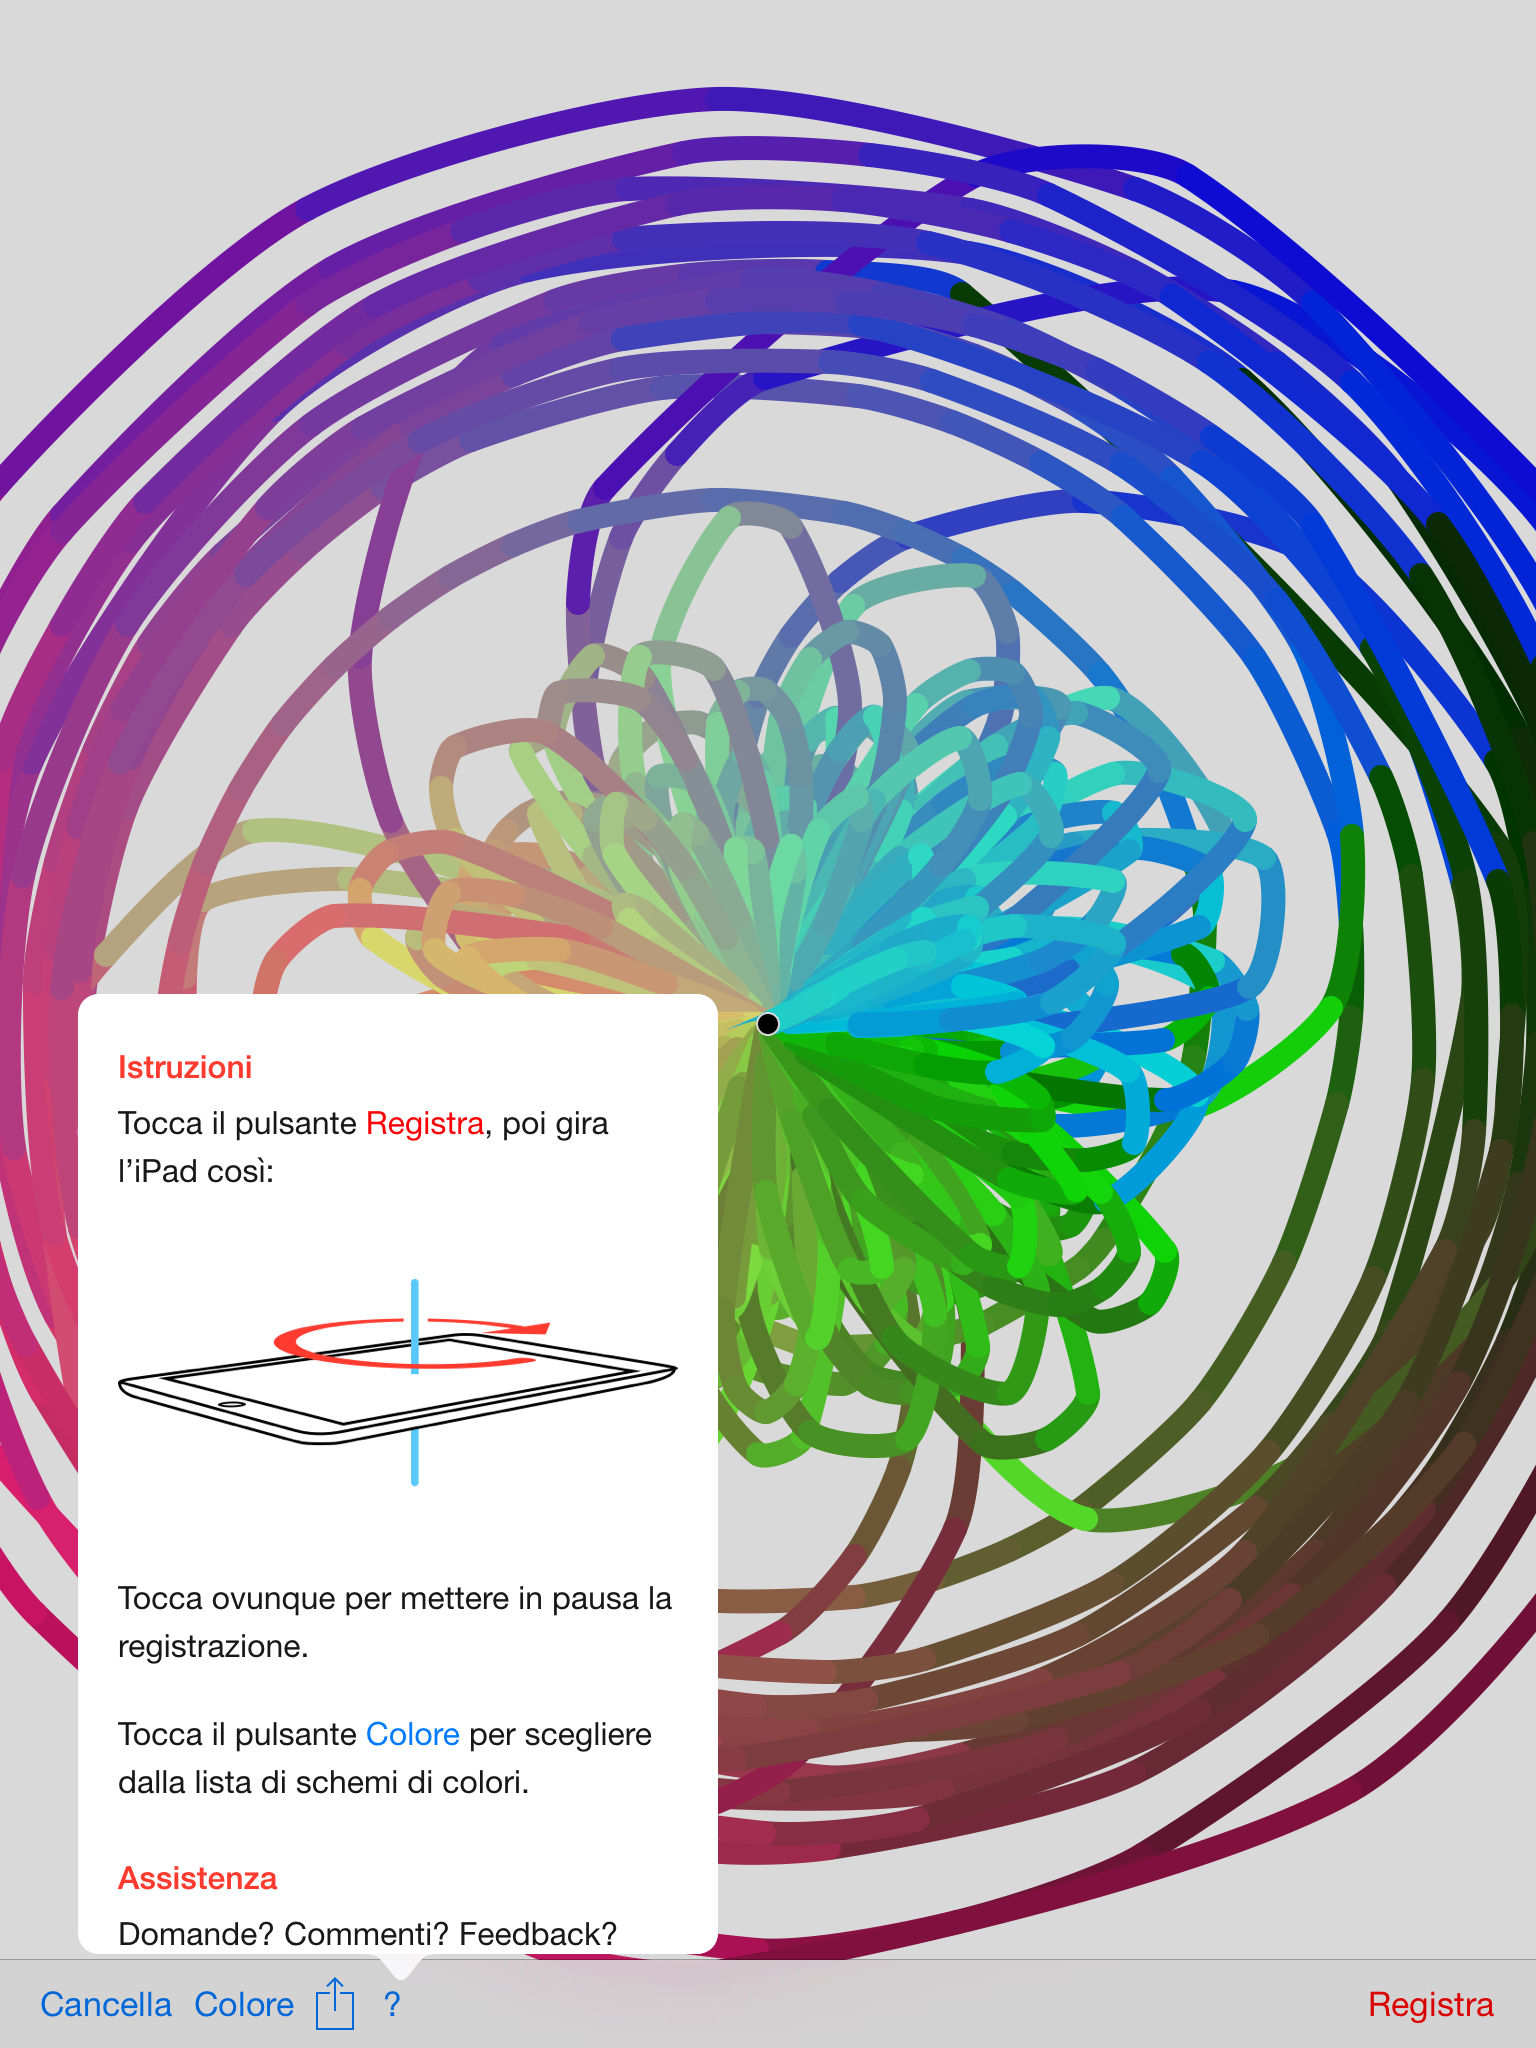 Istruzioni
Tocca il pulsante Registra, poi gira
l’iPad così:
Tocca ovunque per mettere in pausa la
registrazione.
Tocca il pulsante Colore per scegliere
dalla lista di schemi di colori.
Assistenza
Domande? Commenti? Feedback?
Cancella Colore ? Registra